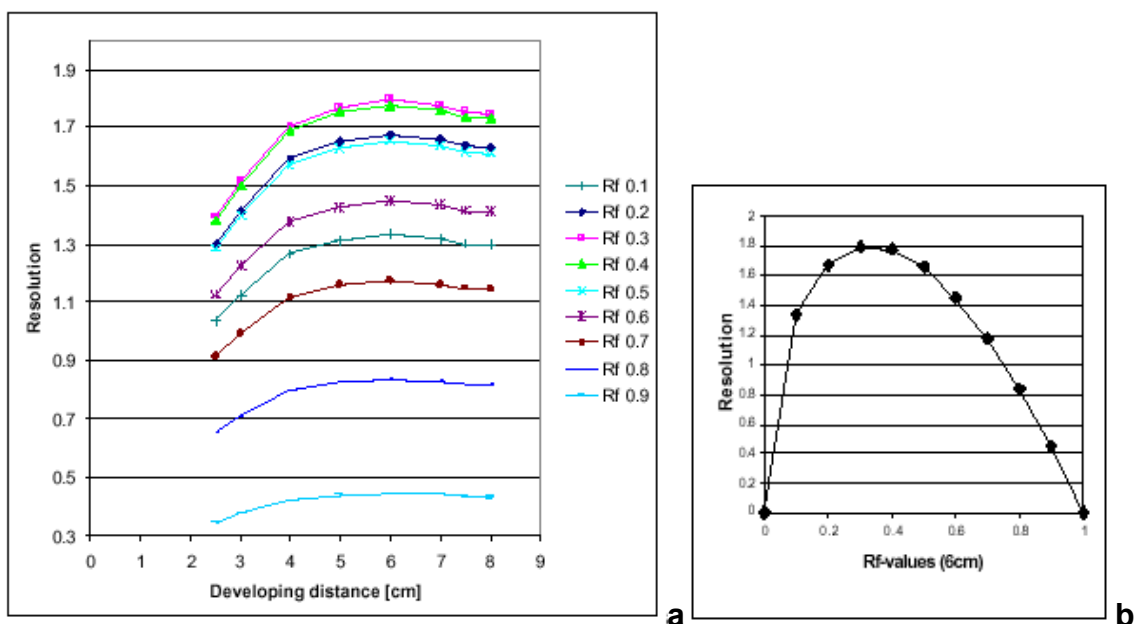 1.9
1.7
1.5
1.3
1.1
0.9
0.7
0.5
0.3
0 1 2 3 4 5 6 7 8 9
Resolution
Developing distance [cm]
Rf 0.1
Rf 0.2
Rf 0.3
Rf 0.4
Rf 0.5
Rf 0.6
Rf 0.7
Rf 0.8
Rf 0.9
a
2
1.8
1.6
1.4
1.2
1
0.8
0.6
0.4
0.2
0
0 0.2 0.4 0.6 0.8 1
Resolution
Rf-values (6cm)
b